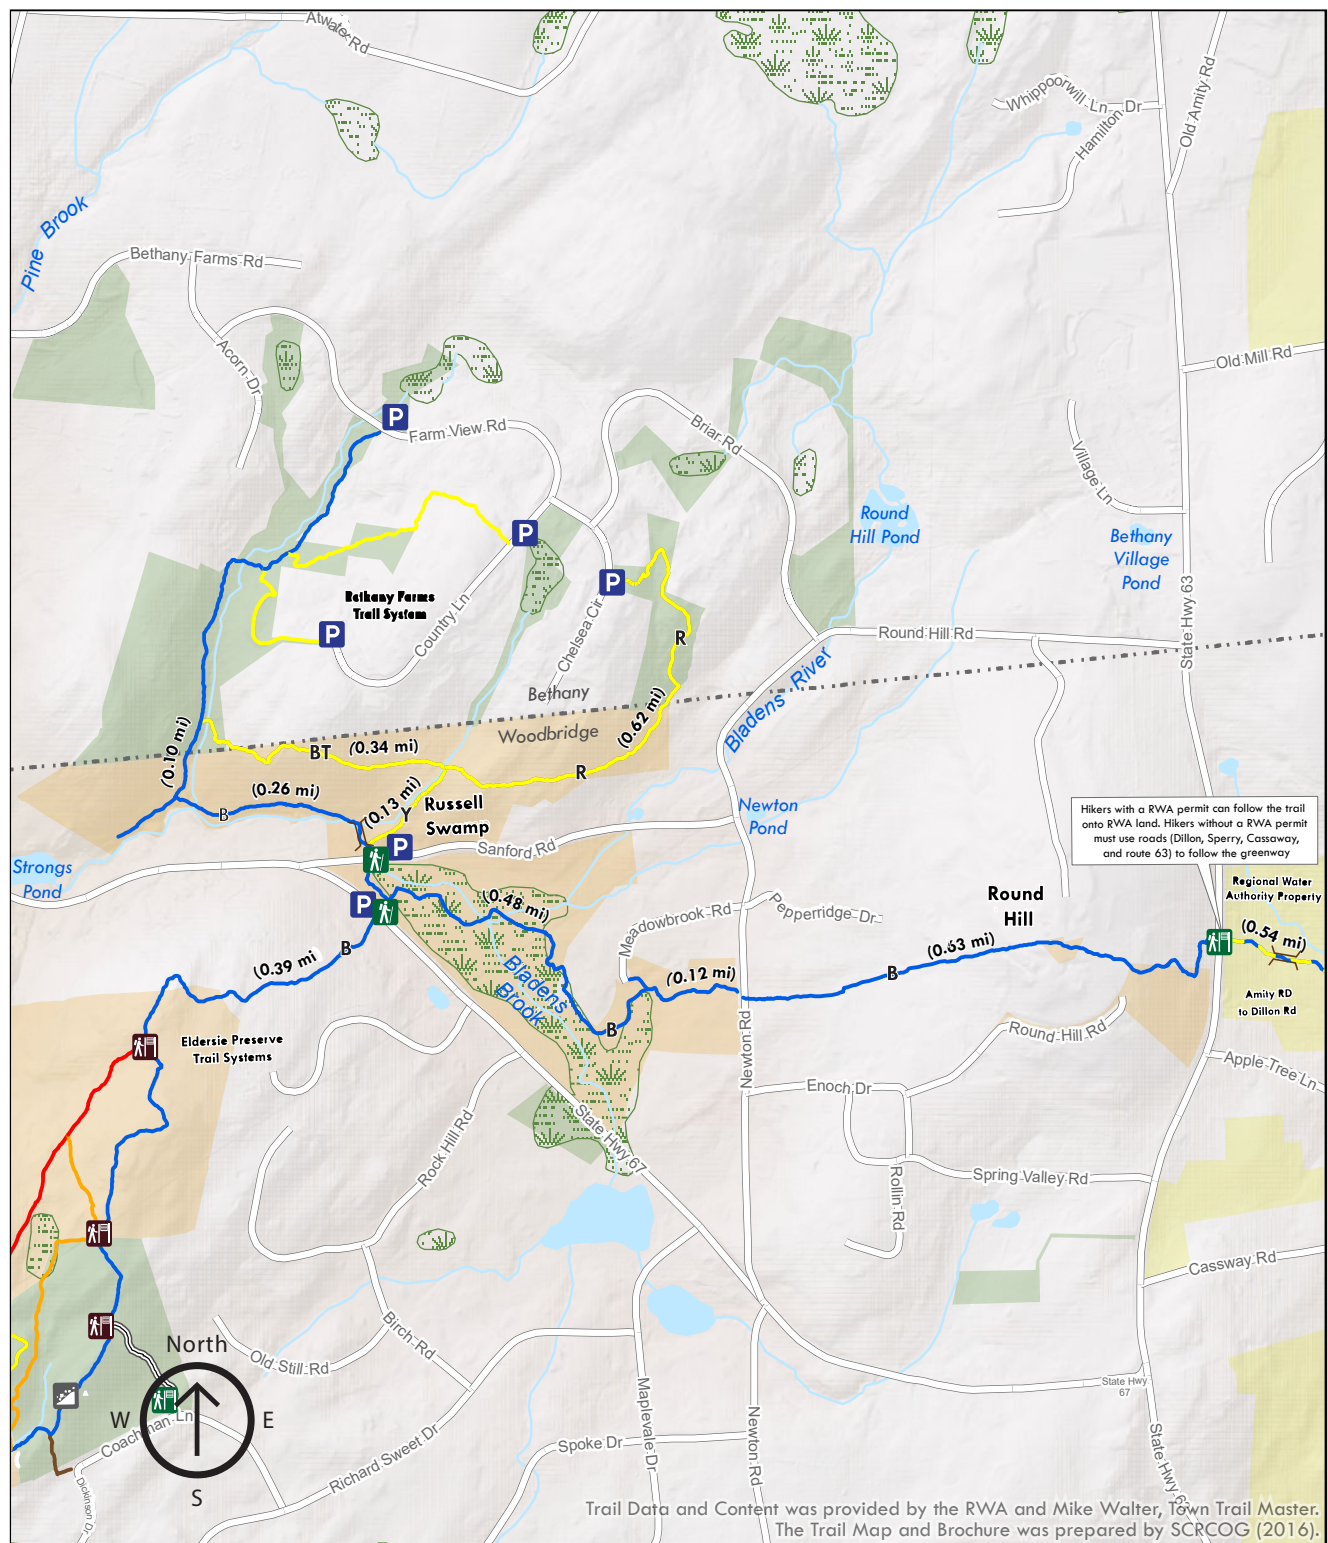 Atwater Rd
Whippoorwill Ln
Dr
Hamilton
Old Amity Rd
Pine Brook
Bethany Farms Rd
Acorn Dr
Old Mill Rd
P
Farm View Rd
Briar Rd
Village Ln
Round
Hill Pond
Bethany
Village
Pond
P
P
State Hwy 63
Bethany Farms
Trail System
P
Country Ln
Chelsea Cir
R
Round Hill Rd
Bladens River
Bethany
Woodbridge
(0.10 mi)
BT
(0.34 mi)
(0.62 mi)
R
(0.26 mi)
B
(0.13 mi)
Y
Russell
Swamp
P
Sanford Rd
Newton
Pond
Hikers with a RWA permit can follow the trail
onto RWA land. Hikers without a RWA permit
must use roads (Dillon, Sperry, Cassaway,
and route 63) to follow the greenway
Strongs
Pond
P
(0.48 mi)
Meadowbrook Rd
Pepperidge Dr
Round
Hill
Regional Water
Authority Property
(0.54 mi)
B
(0.39 mi
Bladens
Brook
B
(0.12 mi)
B
(0.63 mi)
Amity RD
to Dillon Rd
Eldersie Preserve
Trail Systems
Newton Rd
Round Hill Rd
Apple Tree Ln
Enoch Dr
Rock Hill Rd
State Hwy 67
Rollin Rd
Spring Valley Rd
Cassway Rd
Birch Rd
Old Still Rd
North
W
E
S
Coachman Ln
Dickinson Dr
Richard Sweet Dr
Maplevale Dr
Spoke Dr
Newton Rd
State Hwy
67
State Hwy 63
Trail Data and Content was provided by the RWA and Mike Walter, Town Trail Master.
The Trail Map and Brochure was prepared by SCRCOG (2016).